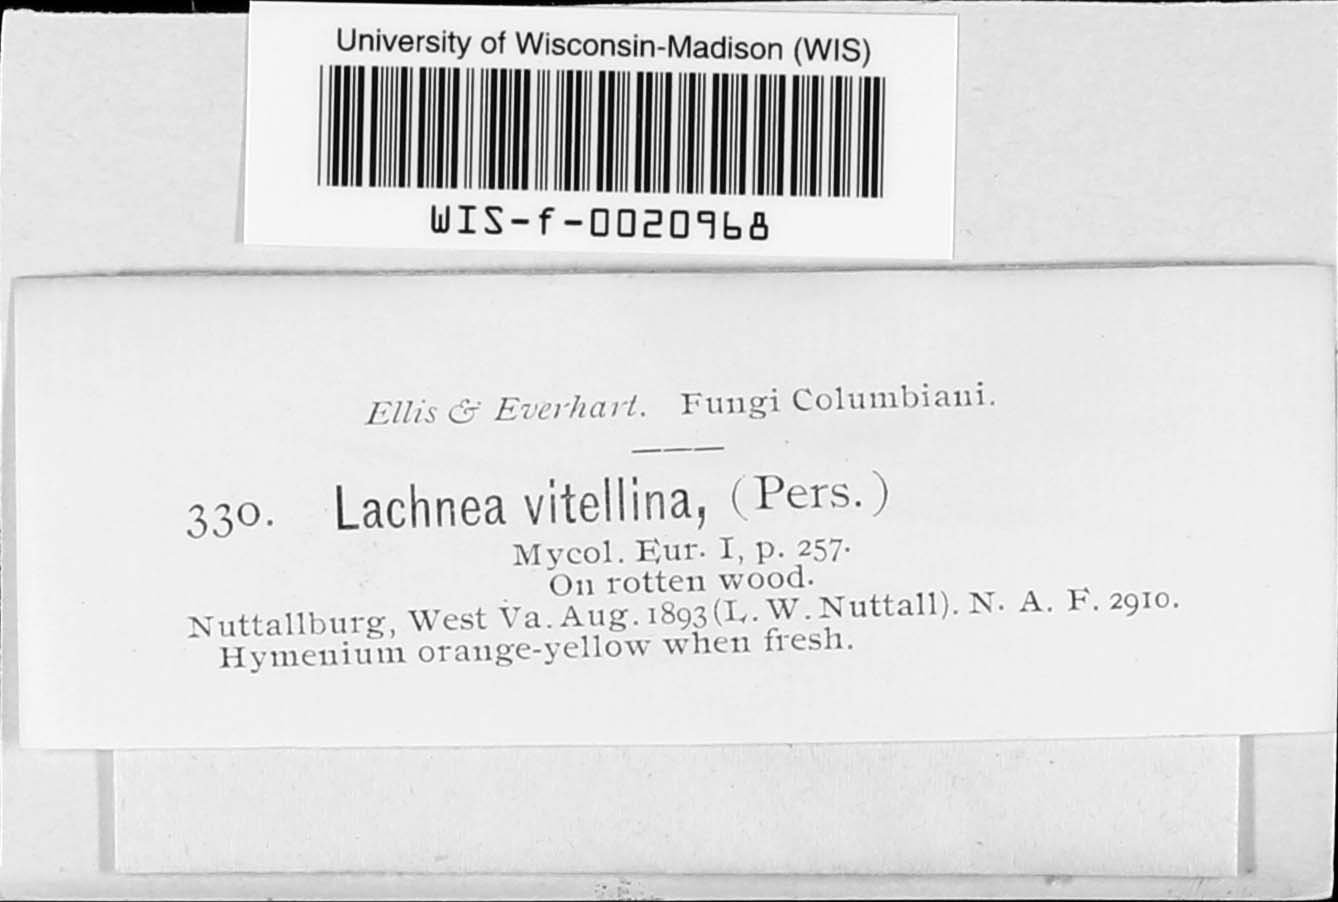 University of Wisconsin-Madison (WIS)
WIS-f-0020968
Ellis & Everhart. Fungi Columbiani.
330. Lachnea vitellina, (Pers.)
Mycol. Eur. I, p. 257.
On rotten wood.
Nuttallburg, West Va. Aug. 1893 (L. W. Nuttall). N. A. F. 2910.
Hymenium orange-yellow when fresh.